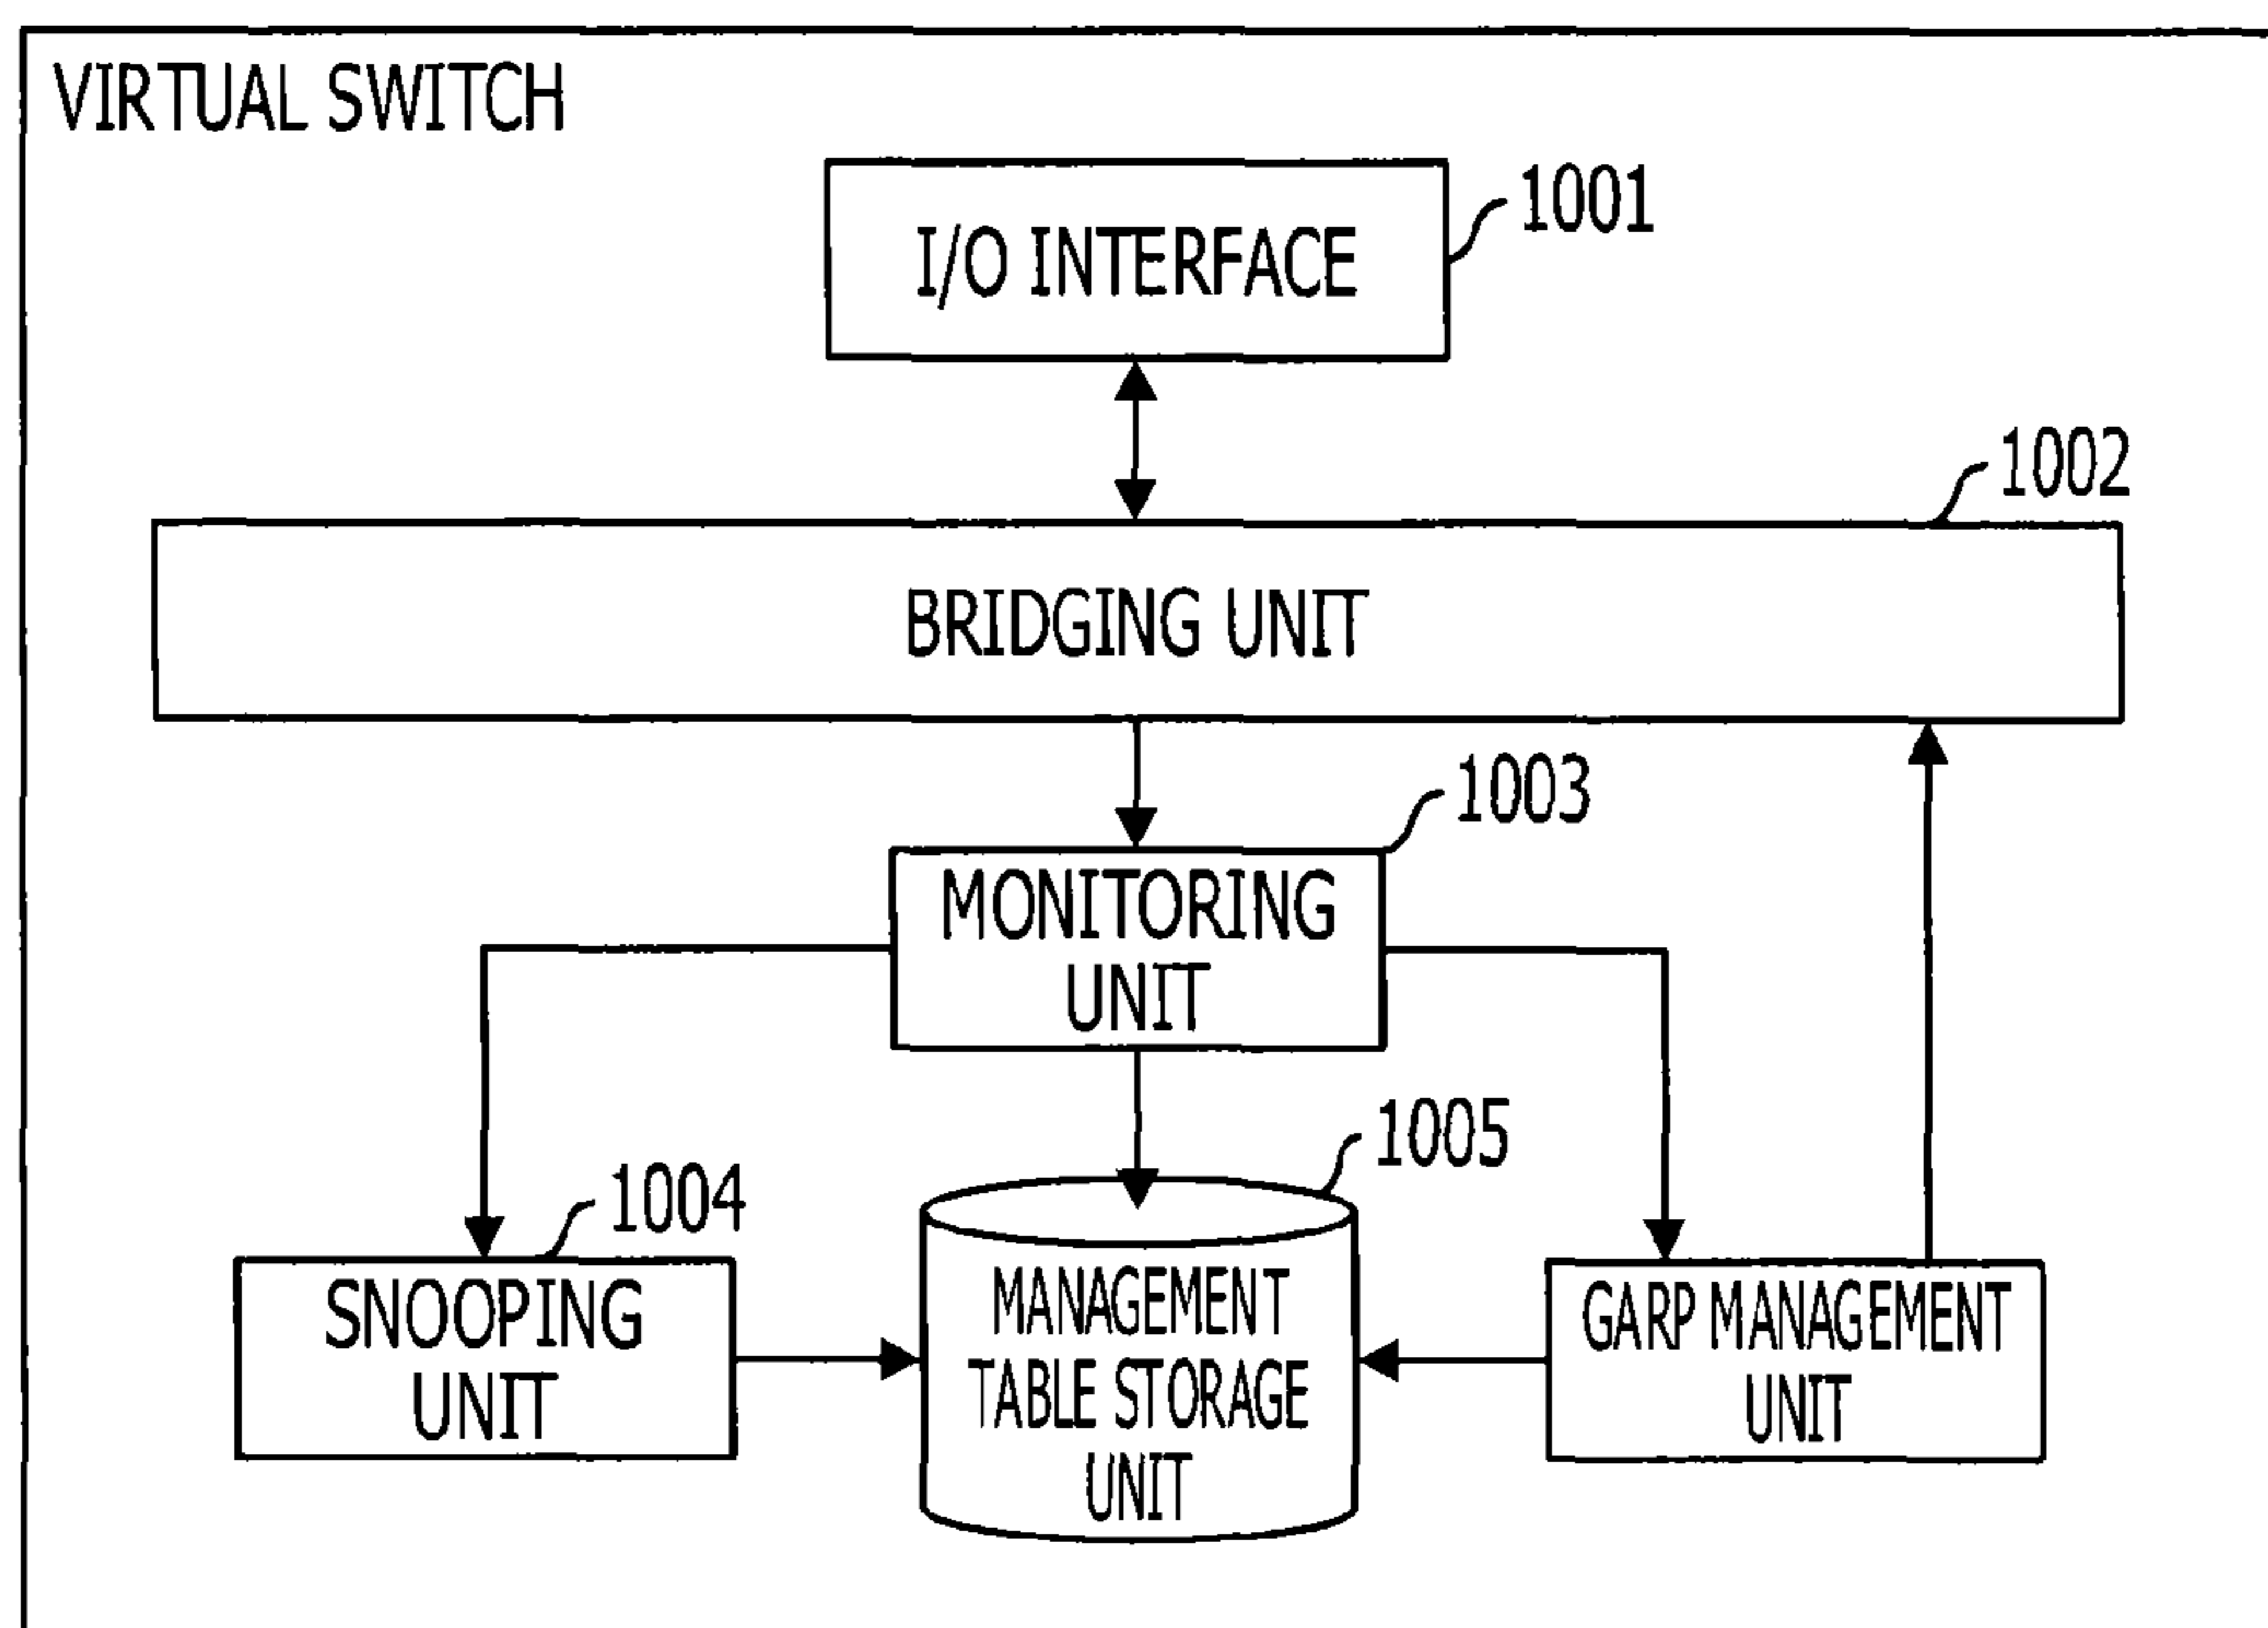 VIRTUAL SWITCH
I/O INTERFACE
1001
1002
BRIDGING UNIT
1003
MONITORING
UNIT
1004
SNOOPING
UNIT
1005
MANAGEMENT
TABLE STORAGE
UNIT
GARP MANAGEMENT
UNIT